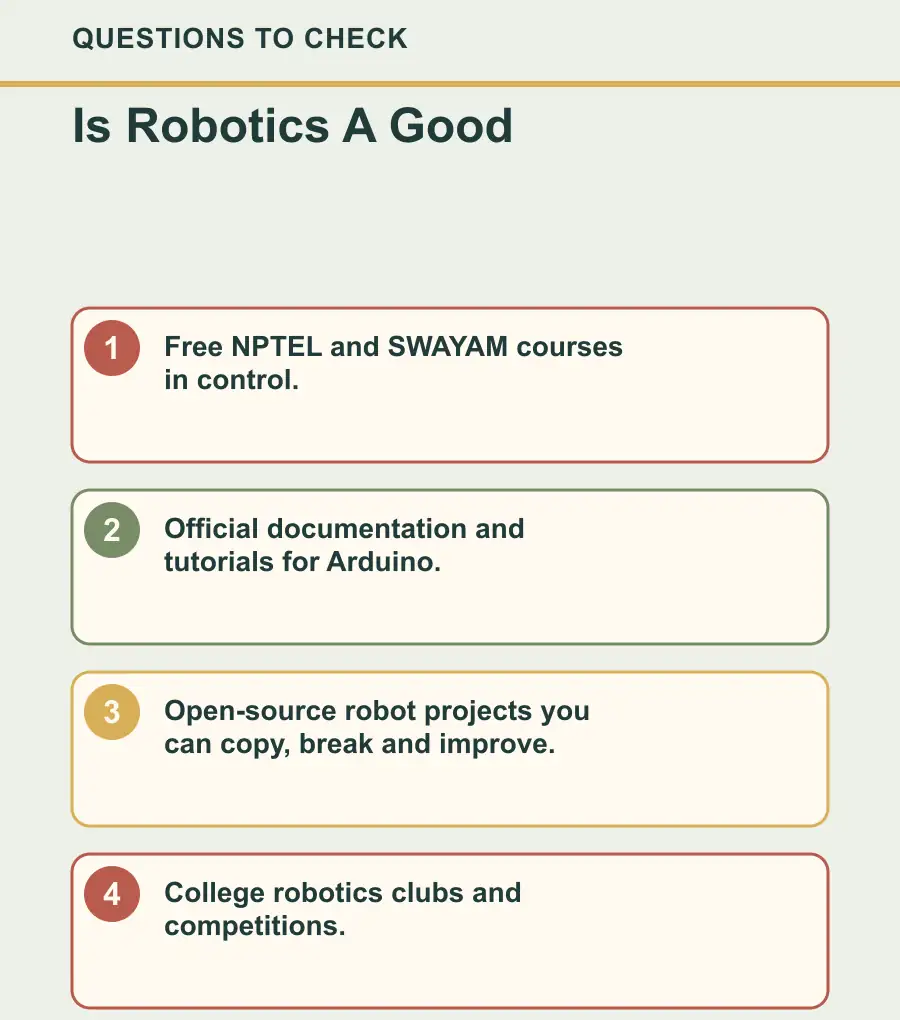 QUESTIONS TO CHECK
Is Robotics A Good
1
Free NPTEL and SWAYAM courses
in control.
2
Official documentation and
tutorials for Arduino.
3
Open-source robot projects you
can copy, break and improve.
4
College robotics clubs and
competitions.